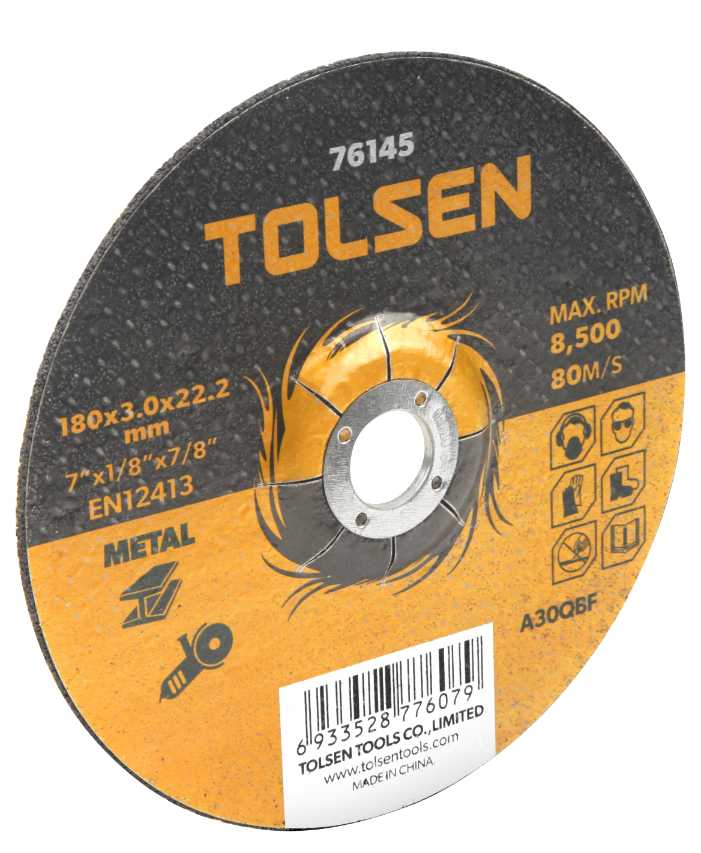 76145
TOLSEN
MAX. RPM
8,500
80M/S
180x3.0x22.2
mm
7"x1/8"x7/8"
EN12413
METAL
A30QBF
6 933528 776079
TOLSEN TOOLS CO.,LIMITED
www.tolsentools.com
MADE IN CHINA.